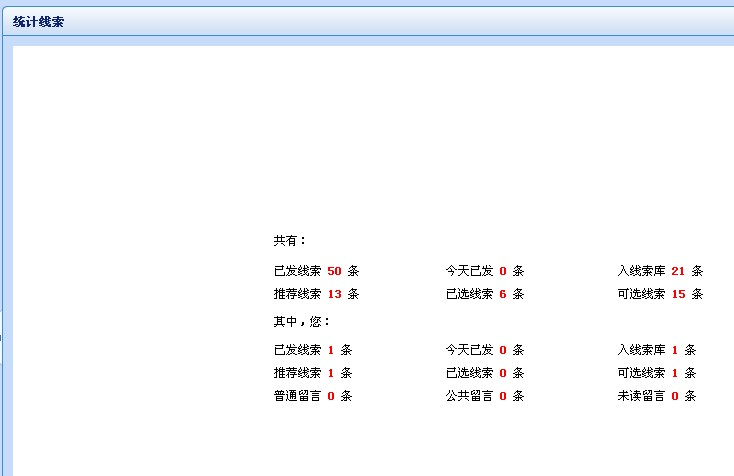 统计线索
共有：
已发线索 50 条 今天已发 0 条 入线索库 21 条
推荐线索 13 条 已选线索 6 条 可选线索 15 条
其中，您：
已发线索 1 条 今天已发 0 条 入线索库 1 条
推荐线索 1 条 已选线索 0 条 可选线索 1 条
普通留言 0 条 公共留言 0 条 未读留言 0 条